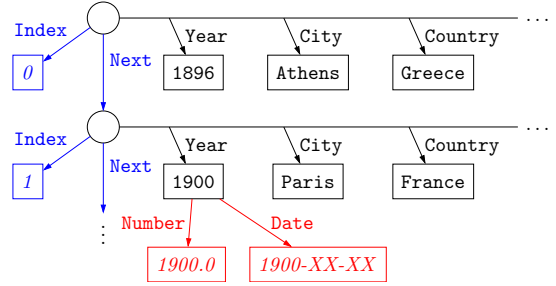 Index Year City Country ...
0 Next 1896 Athens Greece
Index Year City Country ...
1 Next 1900 Paris France
⋮ Number Date
1900.0 1900-XX-XX